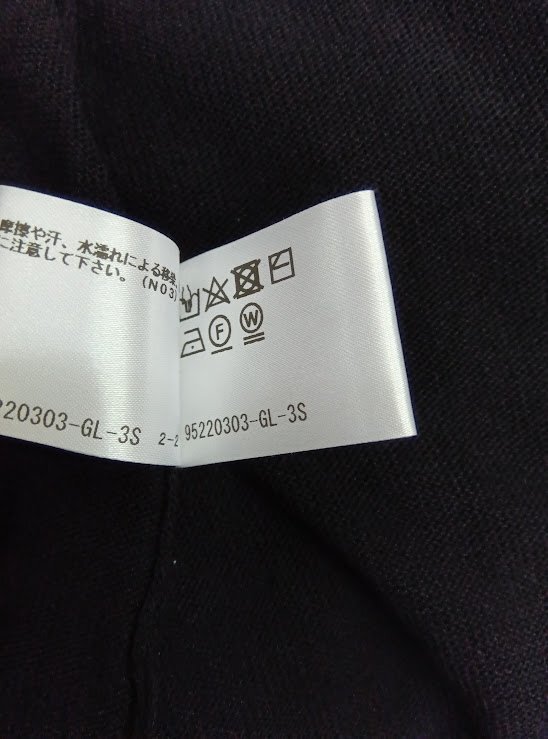 摩擦や汗、水濡れによる移染
に注意して下さい。(N03)
220303-GL-3S 2-2
F W
95220303-GL-3S